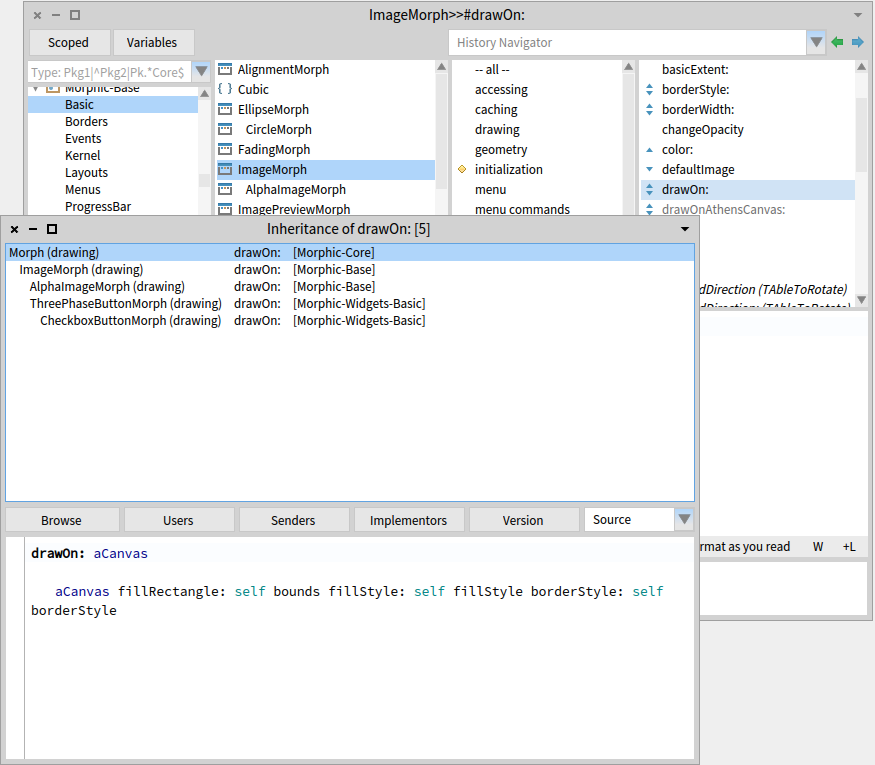 ImageMorph>>#drawOn:
Scoped
Variables
History Navigator
Type: Pkg1|^Pkg2|Pk.*Core$
Morphic-Base
Basic
Borders
Events
Kernel
Layouts
Menus
ProgressBar
AlignmentMorph
{ } Cubic
EllipseMorph
CircleMorph
FadingMorph
ImageMorph
AlphaImageMorph
ImagePreviewMorph
-- all --
accessing
caching
drawing
geometry
initialization
menu
menu commands
basicExtent:
borderStyle:
borderWidth:
changeOpacity
color:
defaultImage
drawOn:
drawOnAthensCanvas:
dDirection (TAbleToRotate)
dDirection: (TAbleToRotate)
Inheritance of drawOn: [5]
Morph (drawing) drawOn: [Morphic-Core]
ImageMorph (drawing) drawOn: [Morphic-Base]
AlphaImageMorph (drawing) drawOn: [Morphic-Base]
ThreePhaseButtonMorph (drawing) drawOn: [Morphic-Widgets-Basic]
CheckboxButtonMorph (drawing) drawOn: [Morphic-Widgets-Basic]
Browse Users Senders Implementors Version Source
rmat as you read W +L
drawOn: aCanvas
aCanvas fillRectangle: self bounds fillStyle: self fillStyle borderStyle: self
borderStyle